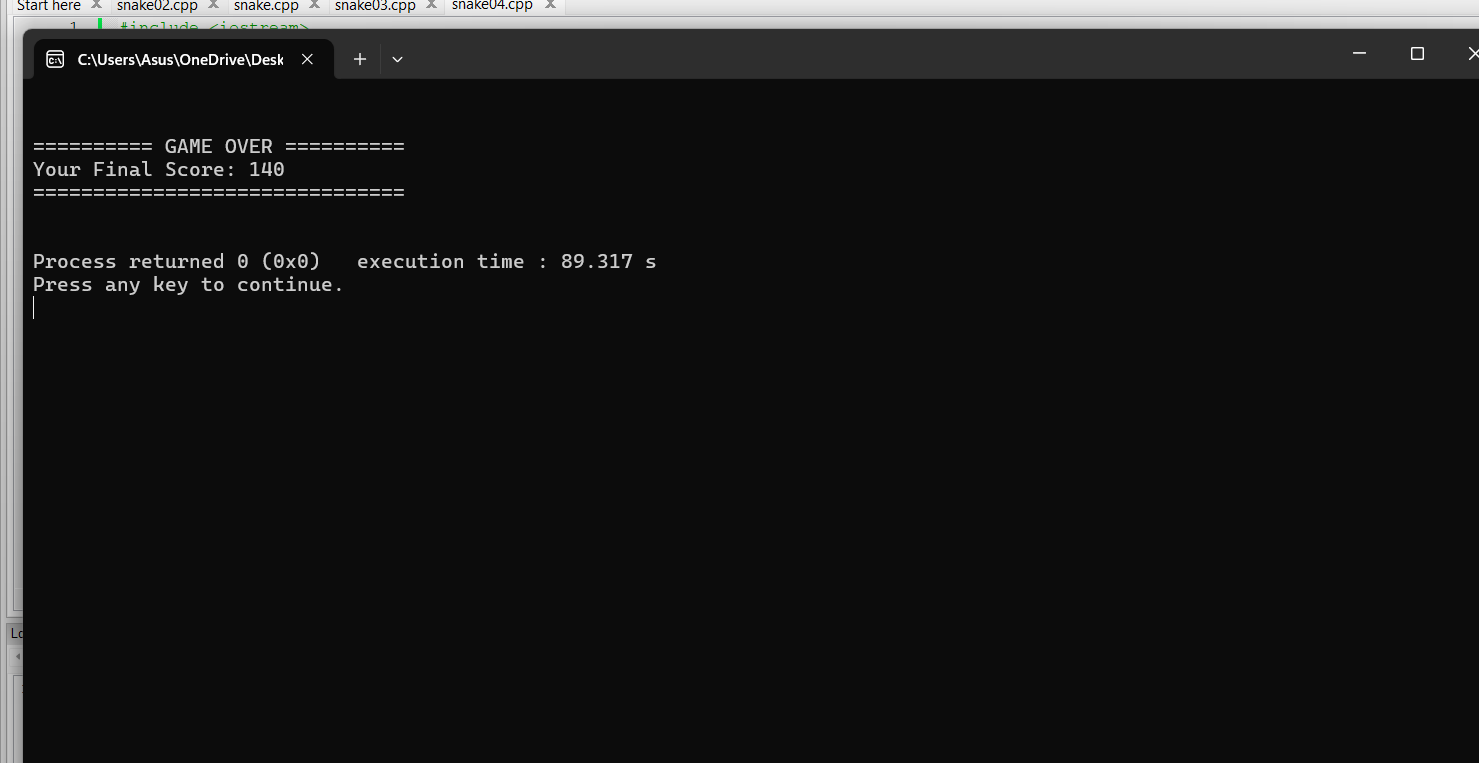 Start here snake02.cpp snake.cpp snake03.cpp snake04.cpp
1 #include <iostream>
C:\Users\Asus\OneDrive\Desk
========== GAME OVER ==========
Your Final Score: 140
===============================
Process returned 0 (0x0)   execution time : 89.317 s
Press any key to continue.